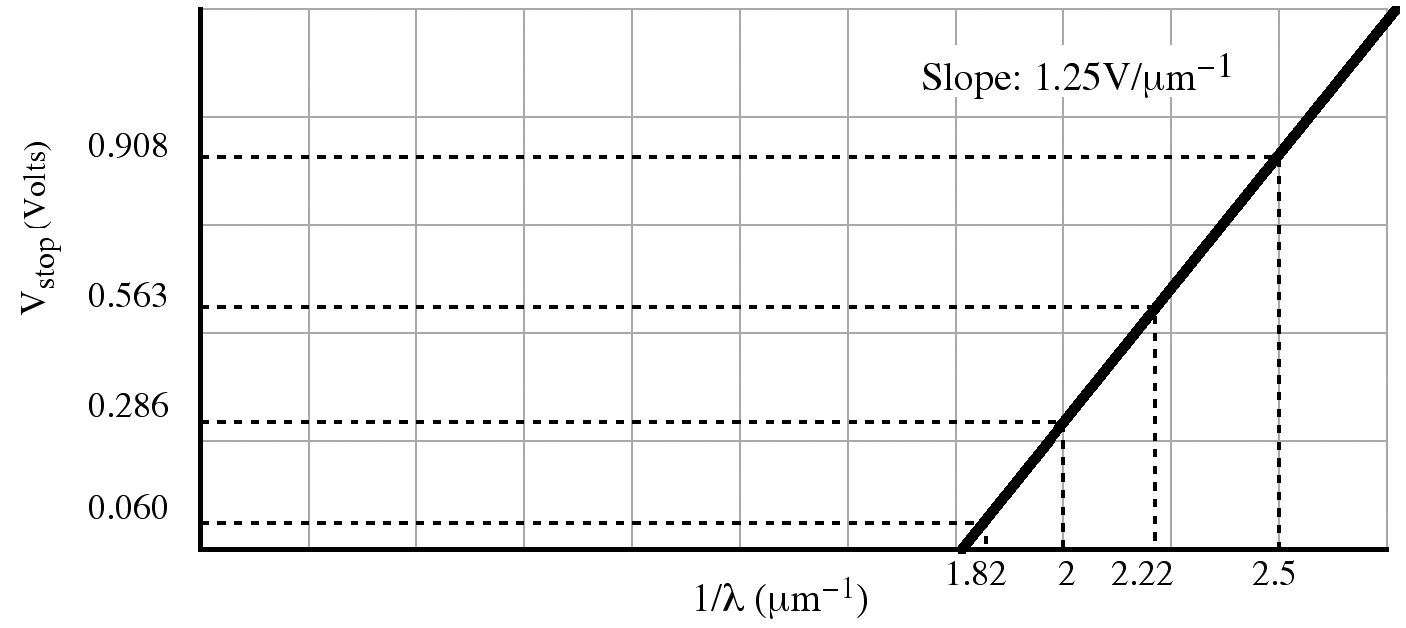 Slope: 1.25V/μm⁻¹
V_stop (Volts)
0.908
0.563
0.286
0.060
1.82 2 2.22 2.5
1/λ (μm⁻¹)